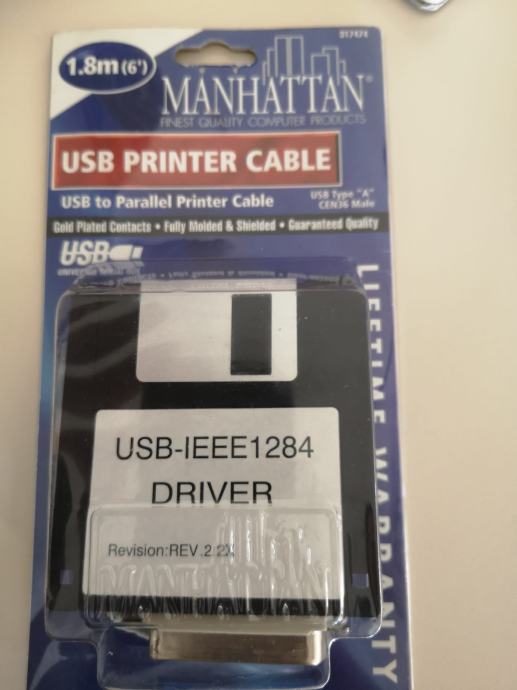 317474
1.8m (6')
MANHATTAN®
FINEST QUALITY COMPUTER PRODUCTS
USB PRINTER CABLE
USB to Parallel Printer Cable
USB Type "A"
CEN36 Male
Gold Plated Contacts • Fully Molded & Shielded • Guaranteed Quality
USB
LIFETIME WARRANTY
USB-IEEE1284
DRIVER
Revision:REV.2.2X
MANHATTAN